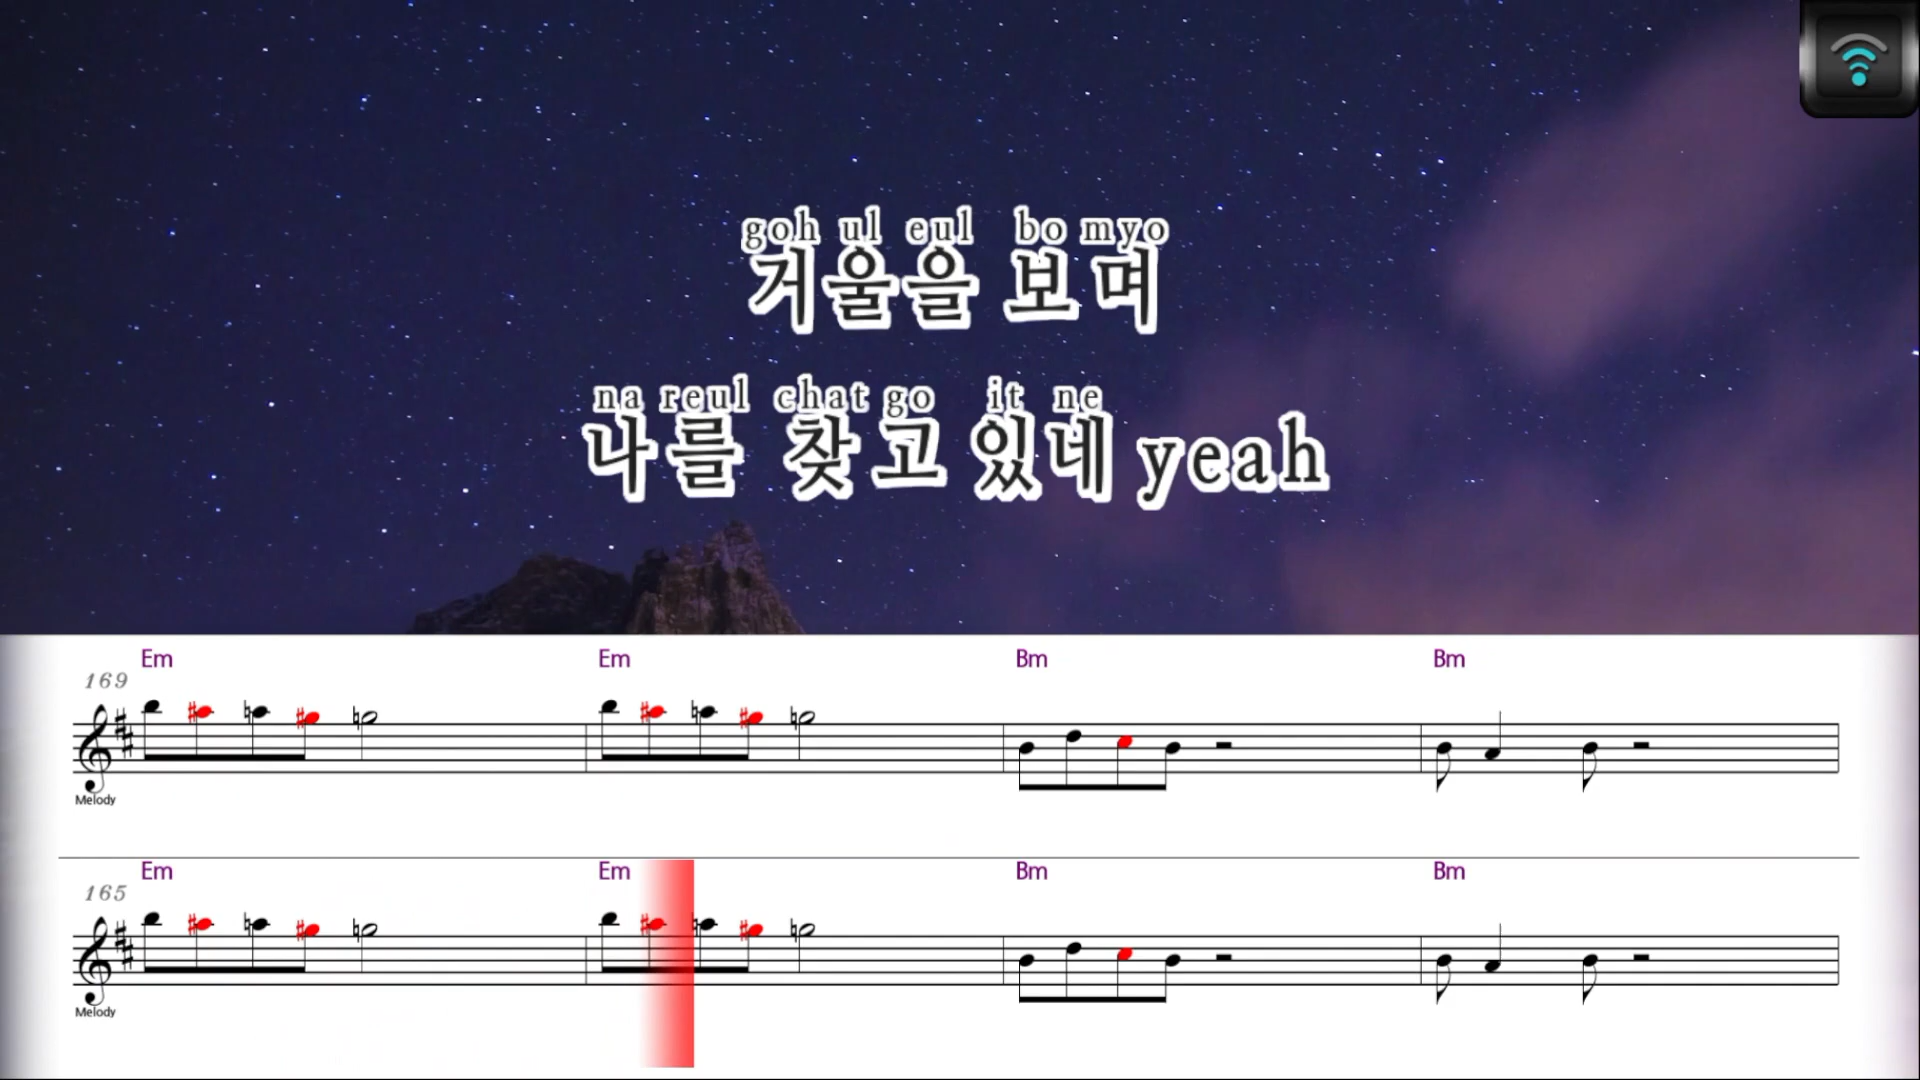 goh ul eul bo myo
거울을 보며
na reul chat go it ne
나를 찾고 있네 yeah
Em Em Bm Bm
169
Melody
Em Em Bm Bm
165
Melody